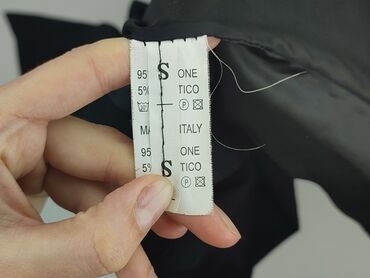 95% S ONE
5% TICO
P
MA ITALY
95 ONE
5% S TICO
P